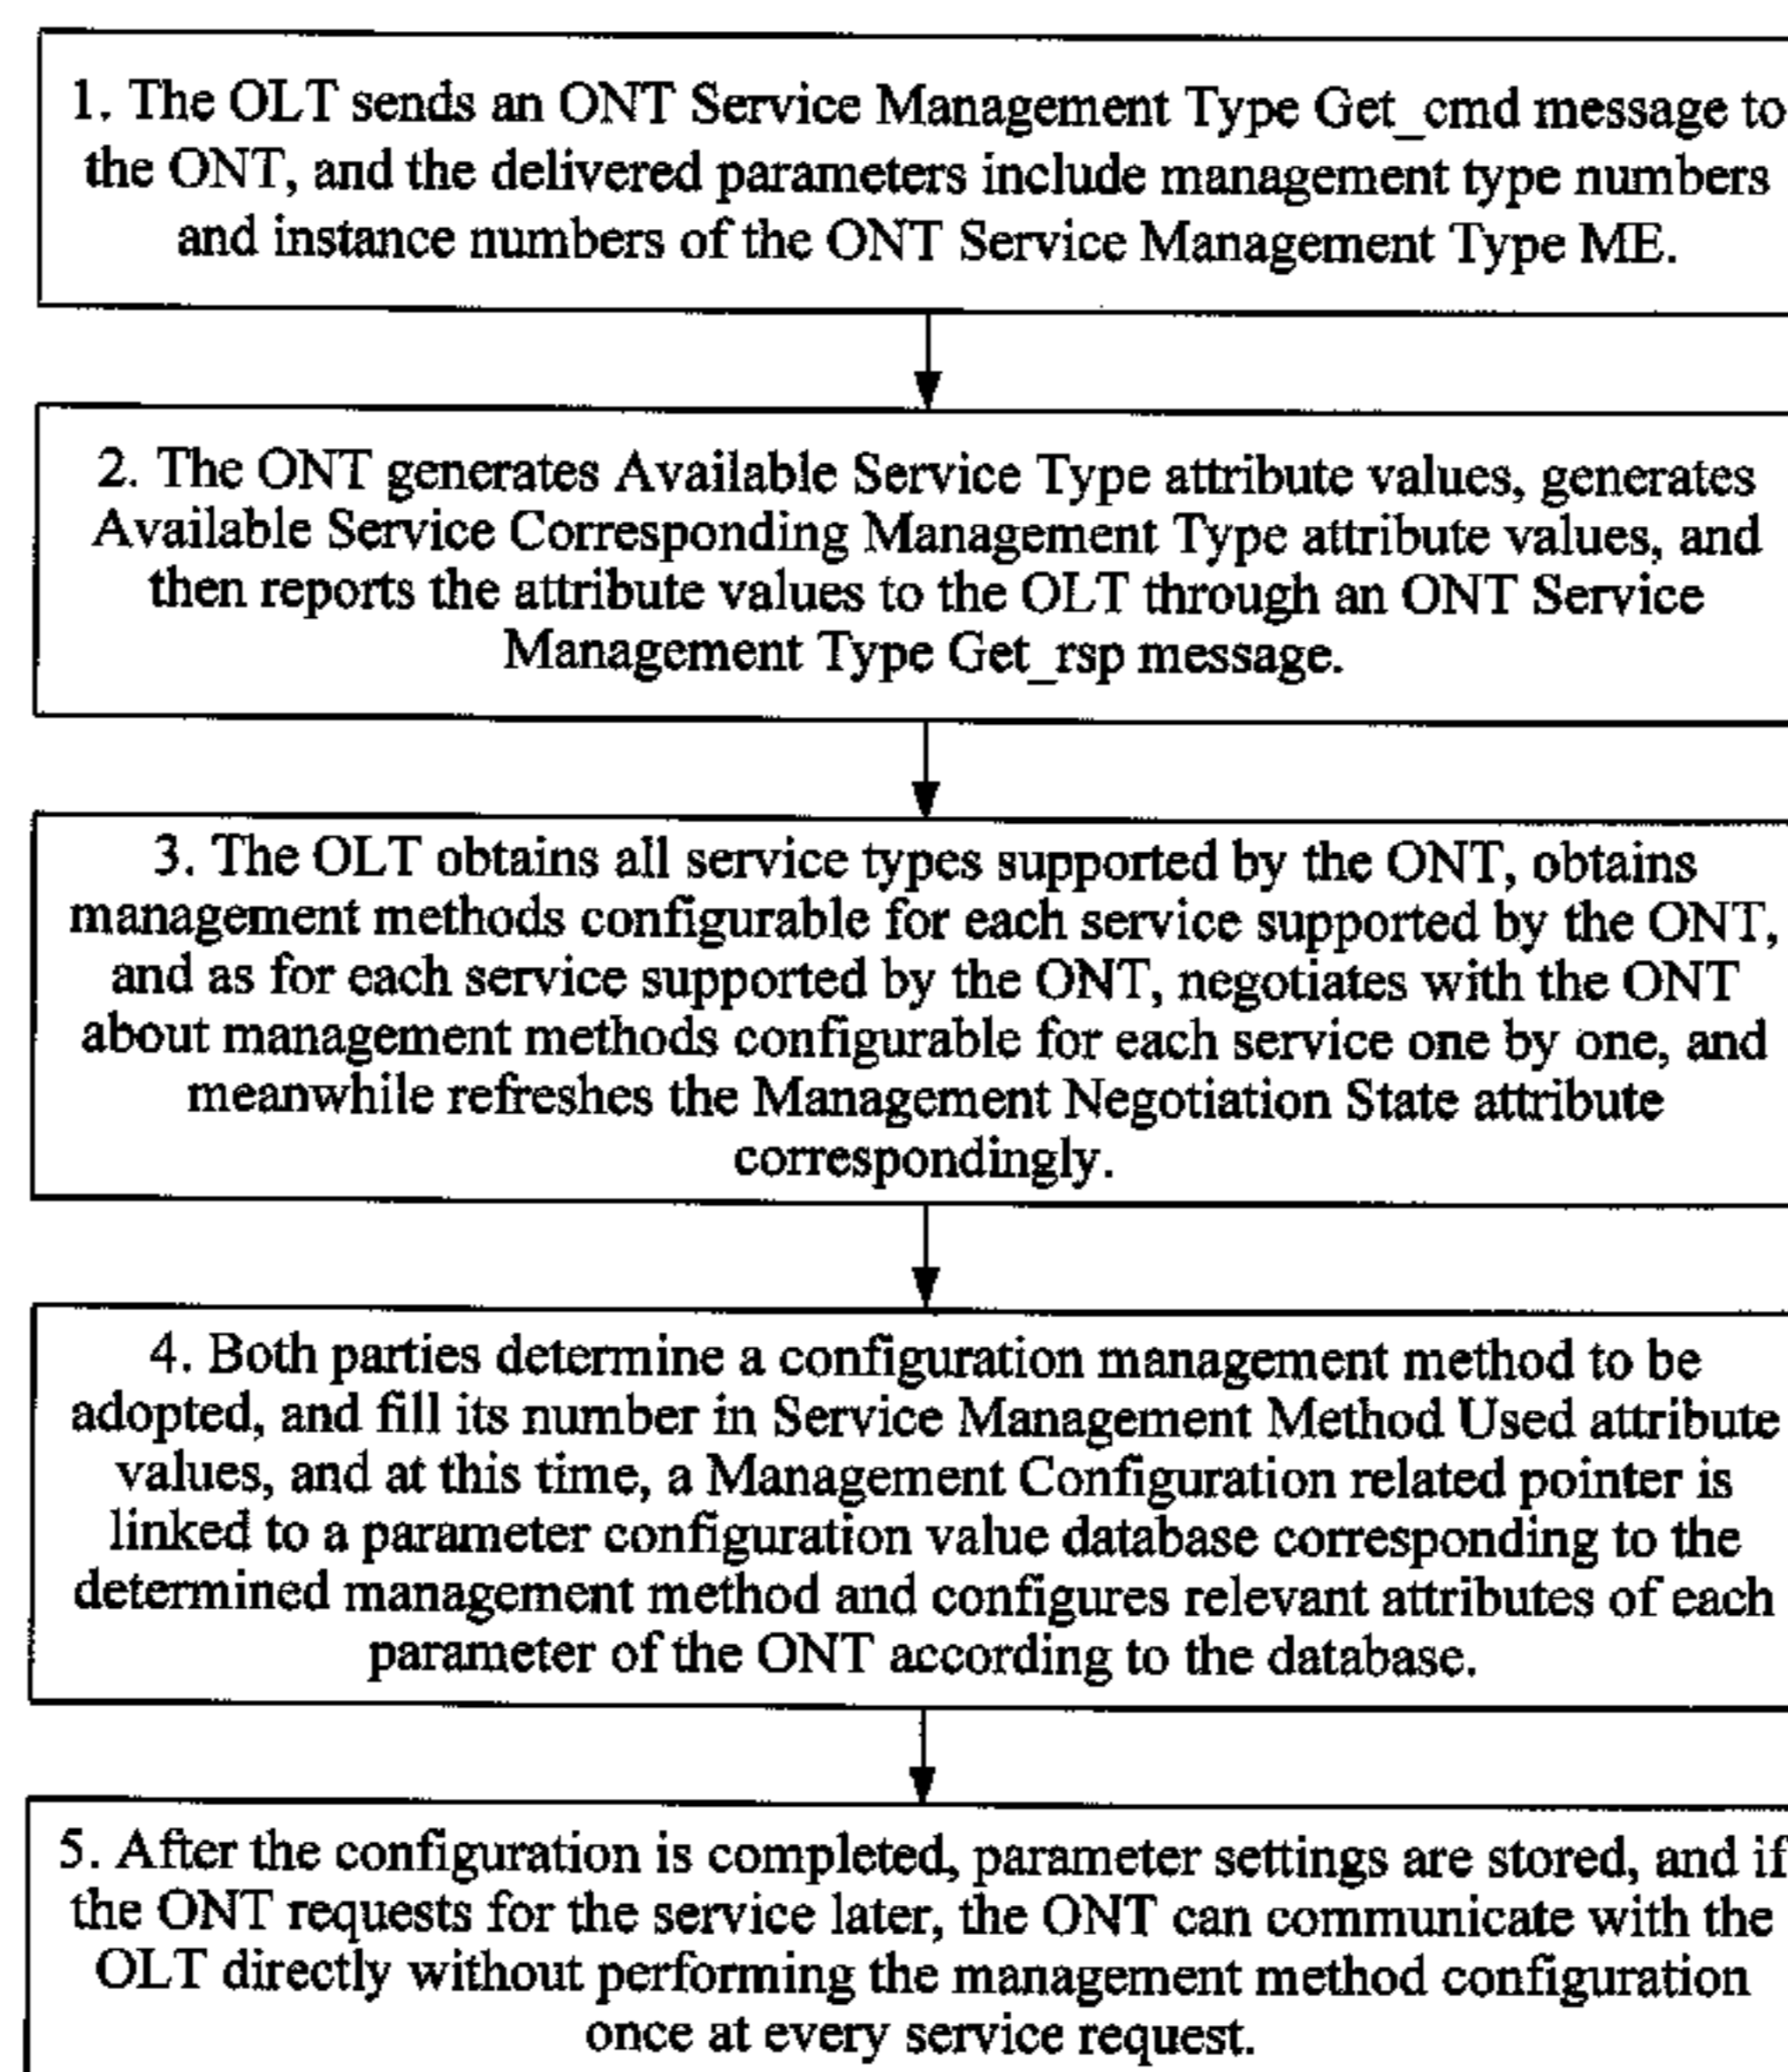 1. The OLT sends an ONT Service Management Type Get_cmd message to
the ONT, and the delivered parameters include management type numbers
and instance numbers of the ONT Service Management Type ME.
2. The ONT generates Available Service Type attribute values, generates
Available Service Corresponding Management Type attribute values, and
then reports the attribute values to the OLT through an ONT Service
Management Type Get_rsp message.
3. The OLT obtains all service types supported by the ONT, obtains
management methods configurable for each service supported by the ONT,
and as for each service supported by the ONT, negotiates with the ONT
about management methods configurable for each service one by one, and
meanwhile refreshes the Management Negotiation State attribute
correspondingly.
4. Both parties determine a configuration management method to be
adopted, and fill its number in Service Management Method Used attribute
values, and at this time, a Management Configuration related pointer is
linked to a parameter configuration value database corresponding to the
determined management method and configures relevant attributes of each
parameter of the ONT according to the database.
5. After the configuration is completed, parameter settings are stored, and if
the ONT requests for the service later, the ONT can communicate with the
OLT directly without performing the management method configuration
once at every service request.